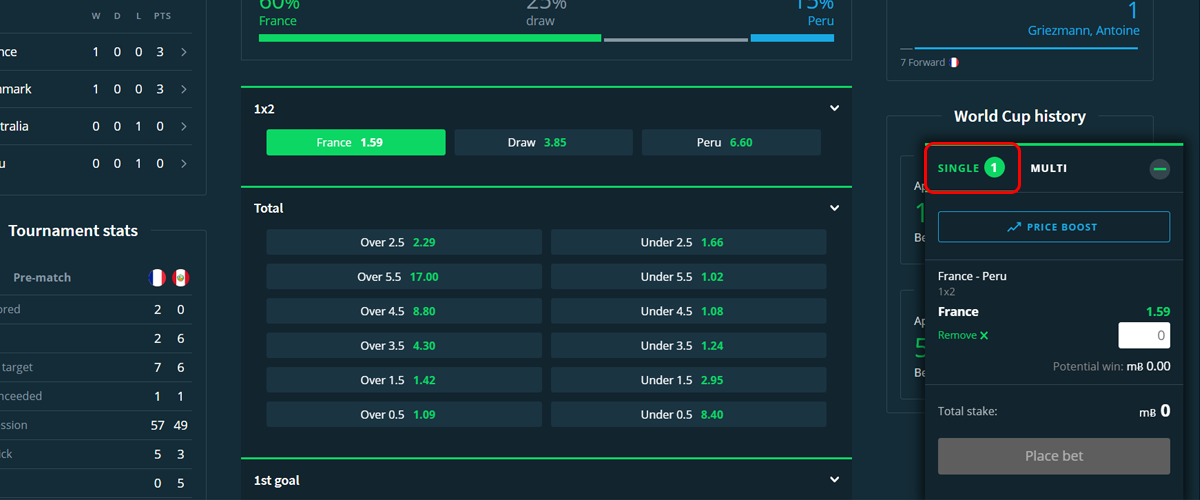 W D L PTS
nce 1 0 0 3
nmark 1 0 0 3
tralia 0 0 1 0
u 0 0 1 0
Tournament stats
Pre-match
ored 2 0
2 6
target 7 6
nceeded 1 1
ssion 57 49
ick 5 3
0 5
60% 25% 15%
France draw Peru
1x2
France 1.59 Draw 3.85 Peru 6.60
Total
Over 2.5 2.29 Under 2.5 1.66
Over 5.5 17.00 Under 5.5 1.02
Over 4.5 8.80 Under 4.5 1.08
Over 3.5 4.30 Under 3.5 1.24
Over 1.5 1.42 Under 1.5 2.95
Over 0.5 1.09 Under 0.5 8.40
1st goal
1
Griezmann, Antoine
7 Forward
World Cup history
Ap
1
Be
Ap
5
Be
SINGLE 1 MULTI
PRICE BOOST
France - Peru
1x2
France 1.59
Remove X 0
Potential win: mɃ 0.00
Total stake: mɃ 0
Place bet